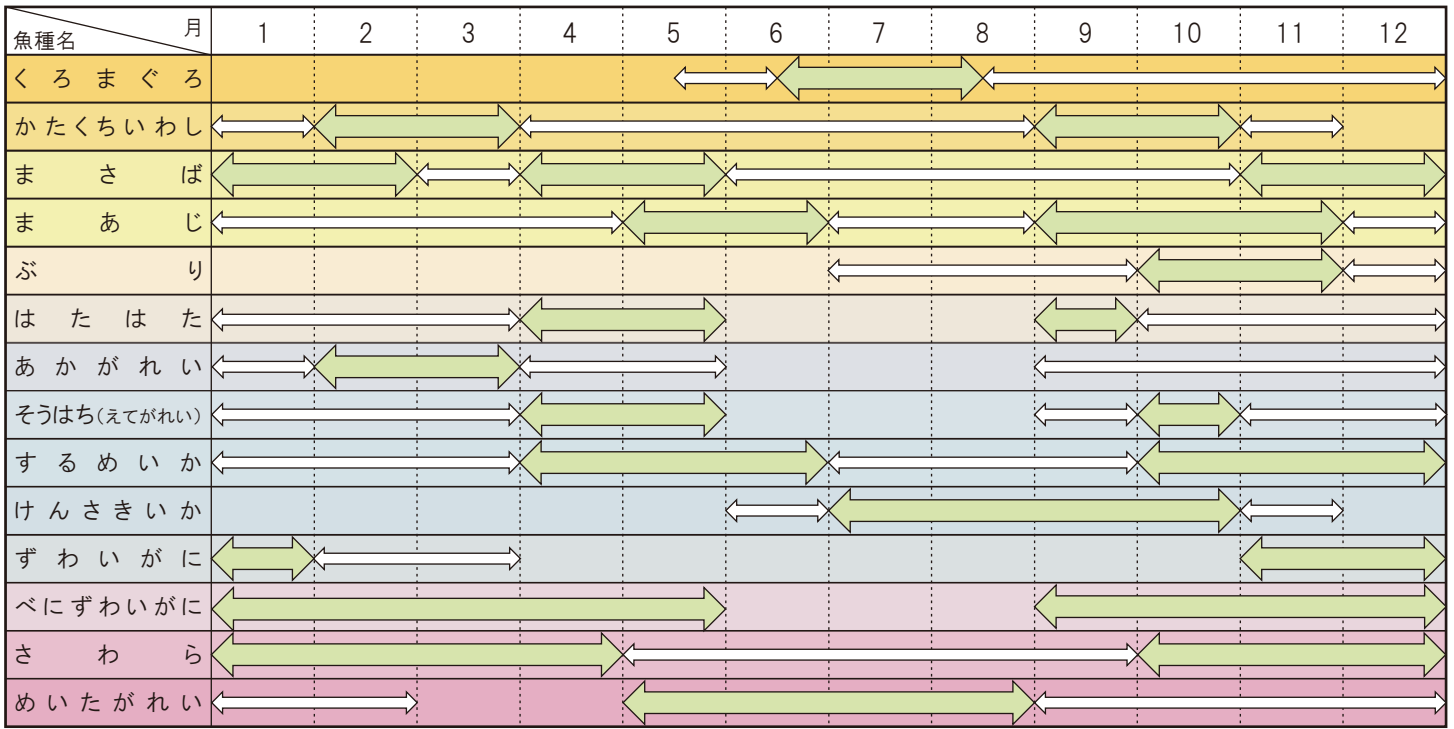 月 1 2 3 4 5 6 7 8 9 10 11 12
魚種名
くろまぐろ
かたくちいわし
まさば
まあじ
ぶり
はたはた
あかがれい
そうはち(えてがれい)
するめいか
けんさきいか
ずわいがに
べにずわいがに
さわら
めいたがれい